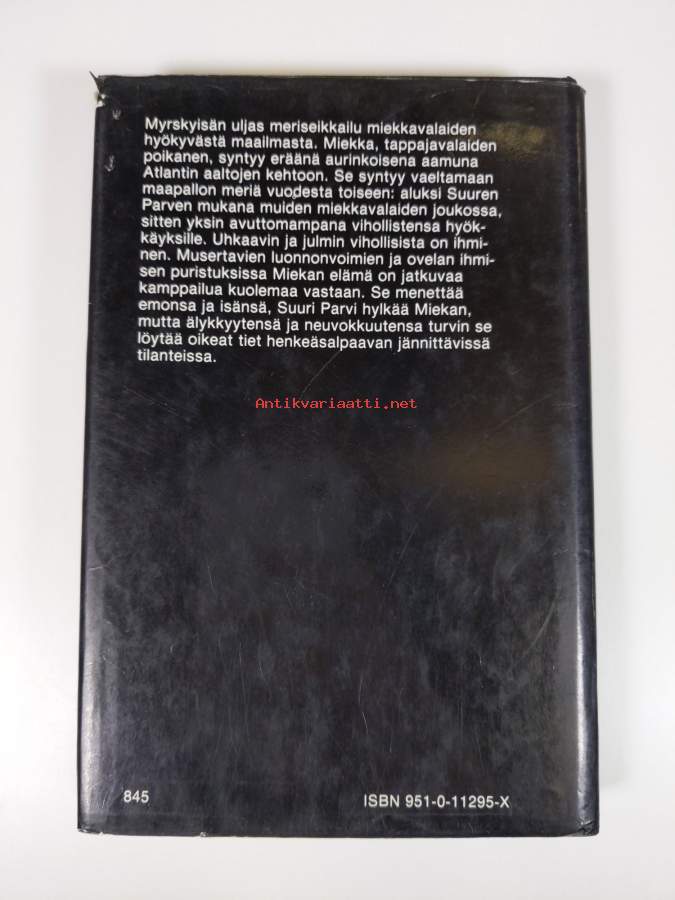 Myrskyisän uljas meriseikkailu miekkavalaiden
hyökyvästä maailmasta. Miekka, tappajavalaiden
poikanen, syntyy eräänä aurinkoisena aamuna
Atlantin aaltojen kehtoon. Se syntyy vaeltamaan
maapallon meriä vuodesta toiseen: aluksi Suuren
Parven mukana muiden miekkavalaiden joukossa,
sitten yksin avuttomampana vihollistensa hyök-
käyksille. Uhkaavin ja julmin vihollisista on ihmi-
nen. Musertavien luonnonvoimien ja ovelan ihmi-
sen puristuksissa Miekan elämä on jatkuvaa
kamppailua kuolemaa vastaan. Se menettää
emonsa ja isänsä, Suuri Parvi hylkää Miekan,
mutta älykkyytensä ja neuvokkuutensa turvin se
löytää oikeat tiet henkeäsalpaavan jännittävissä
tilanteissa.
Antikvariaatti.net
845
ISBN 951-0-11295-X